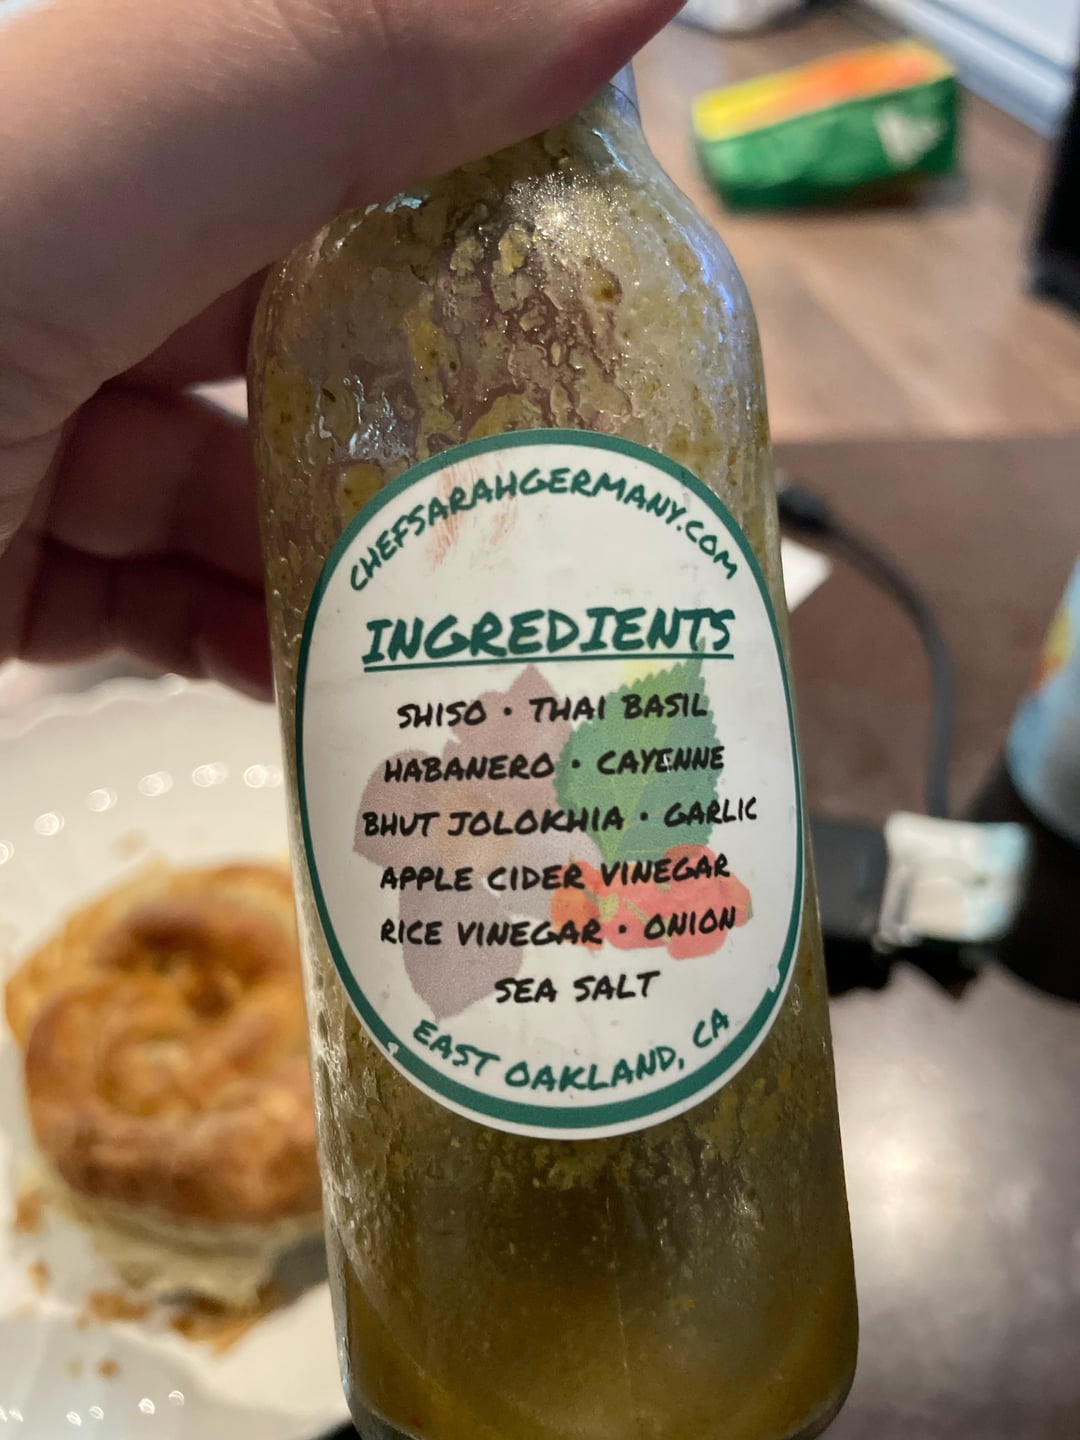 CHEFSARAHGERMANY.COM
INGREDIENTS
SHISO • THAI BASIL
HABANERO • CAYENNE
BHUT JOLOKHIA • GARLIC
APPLE CIDER VINEGAR
RICE VINEGAR • ONION
SEA SALT
EAST OAKLAND, CA